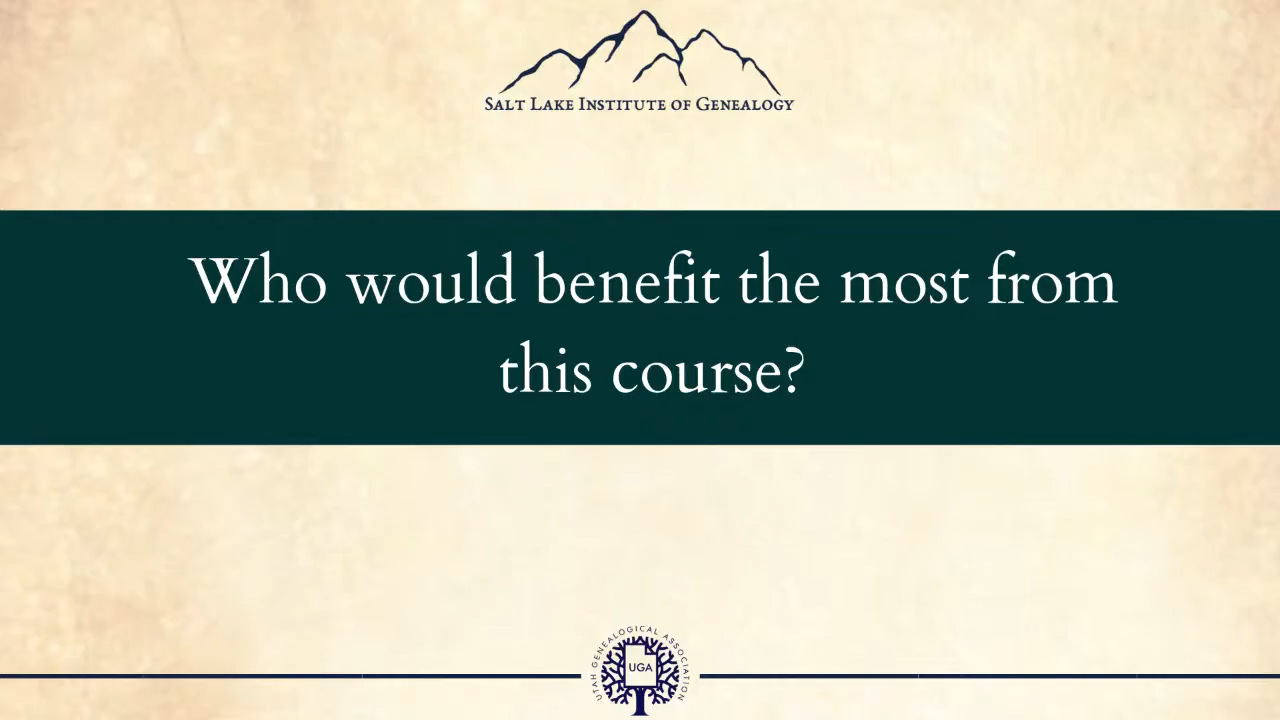 Salt Lake Institute of Genealogy
Who would benefit the most from
this course?
UTAH GENEALOGICAL ASSOCIATION
UGA